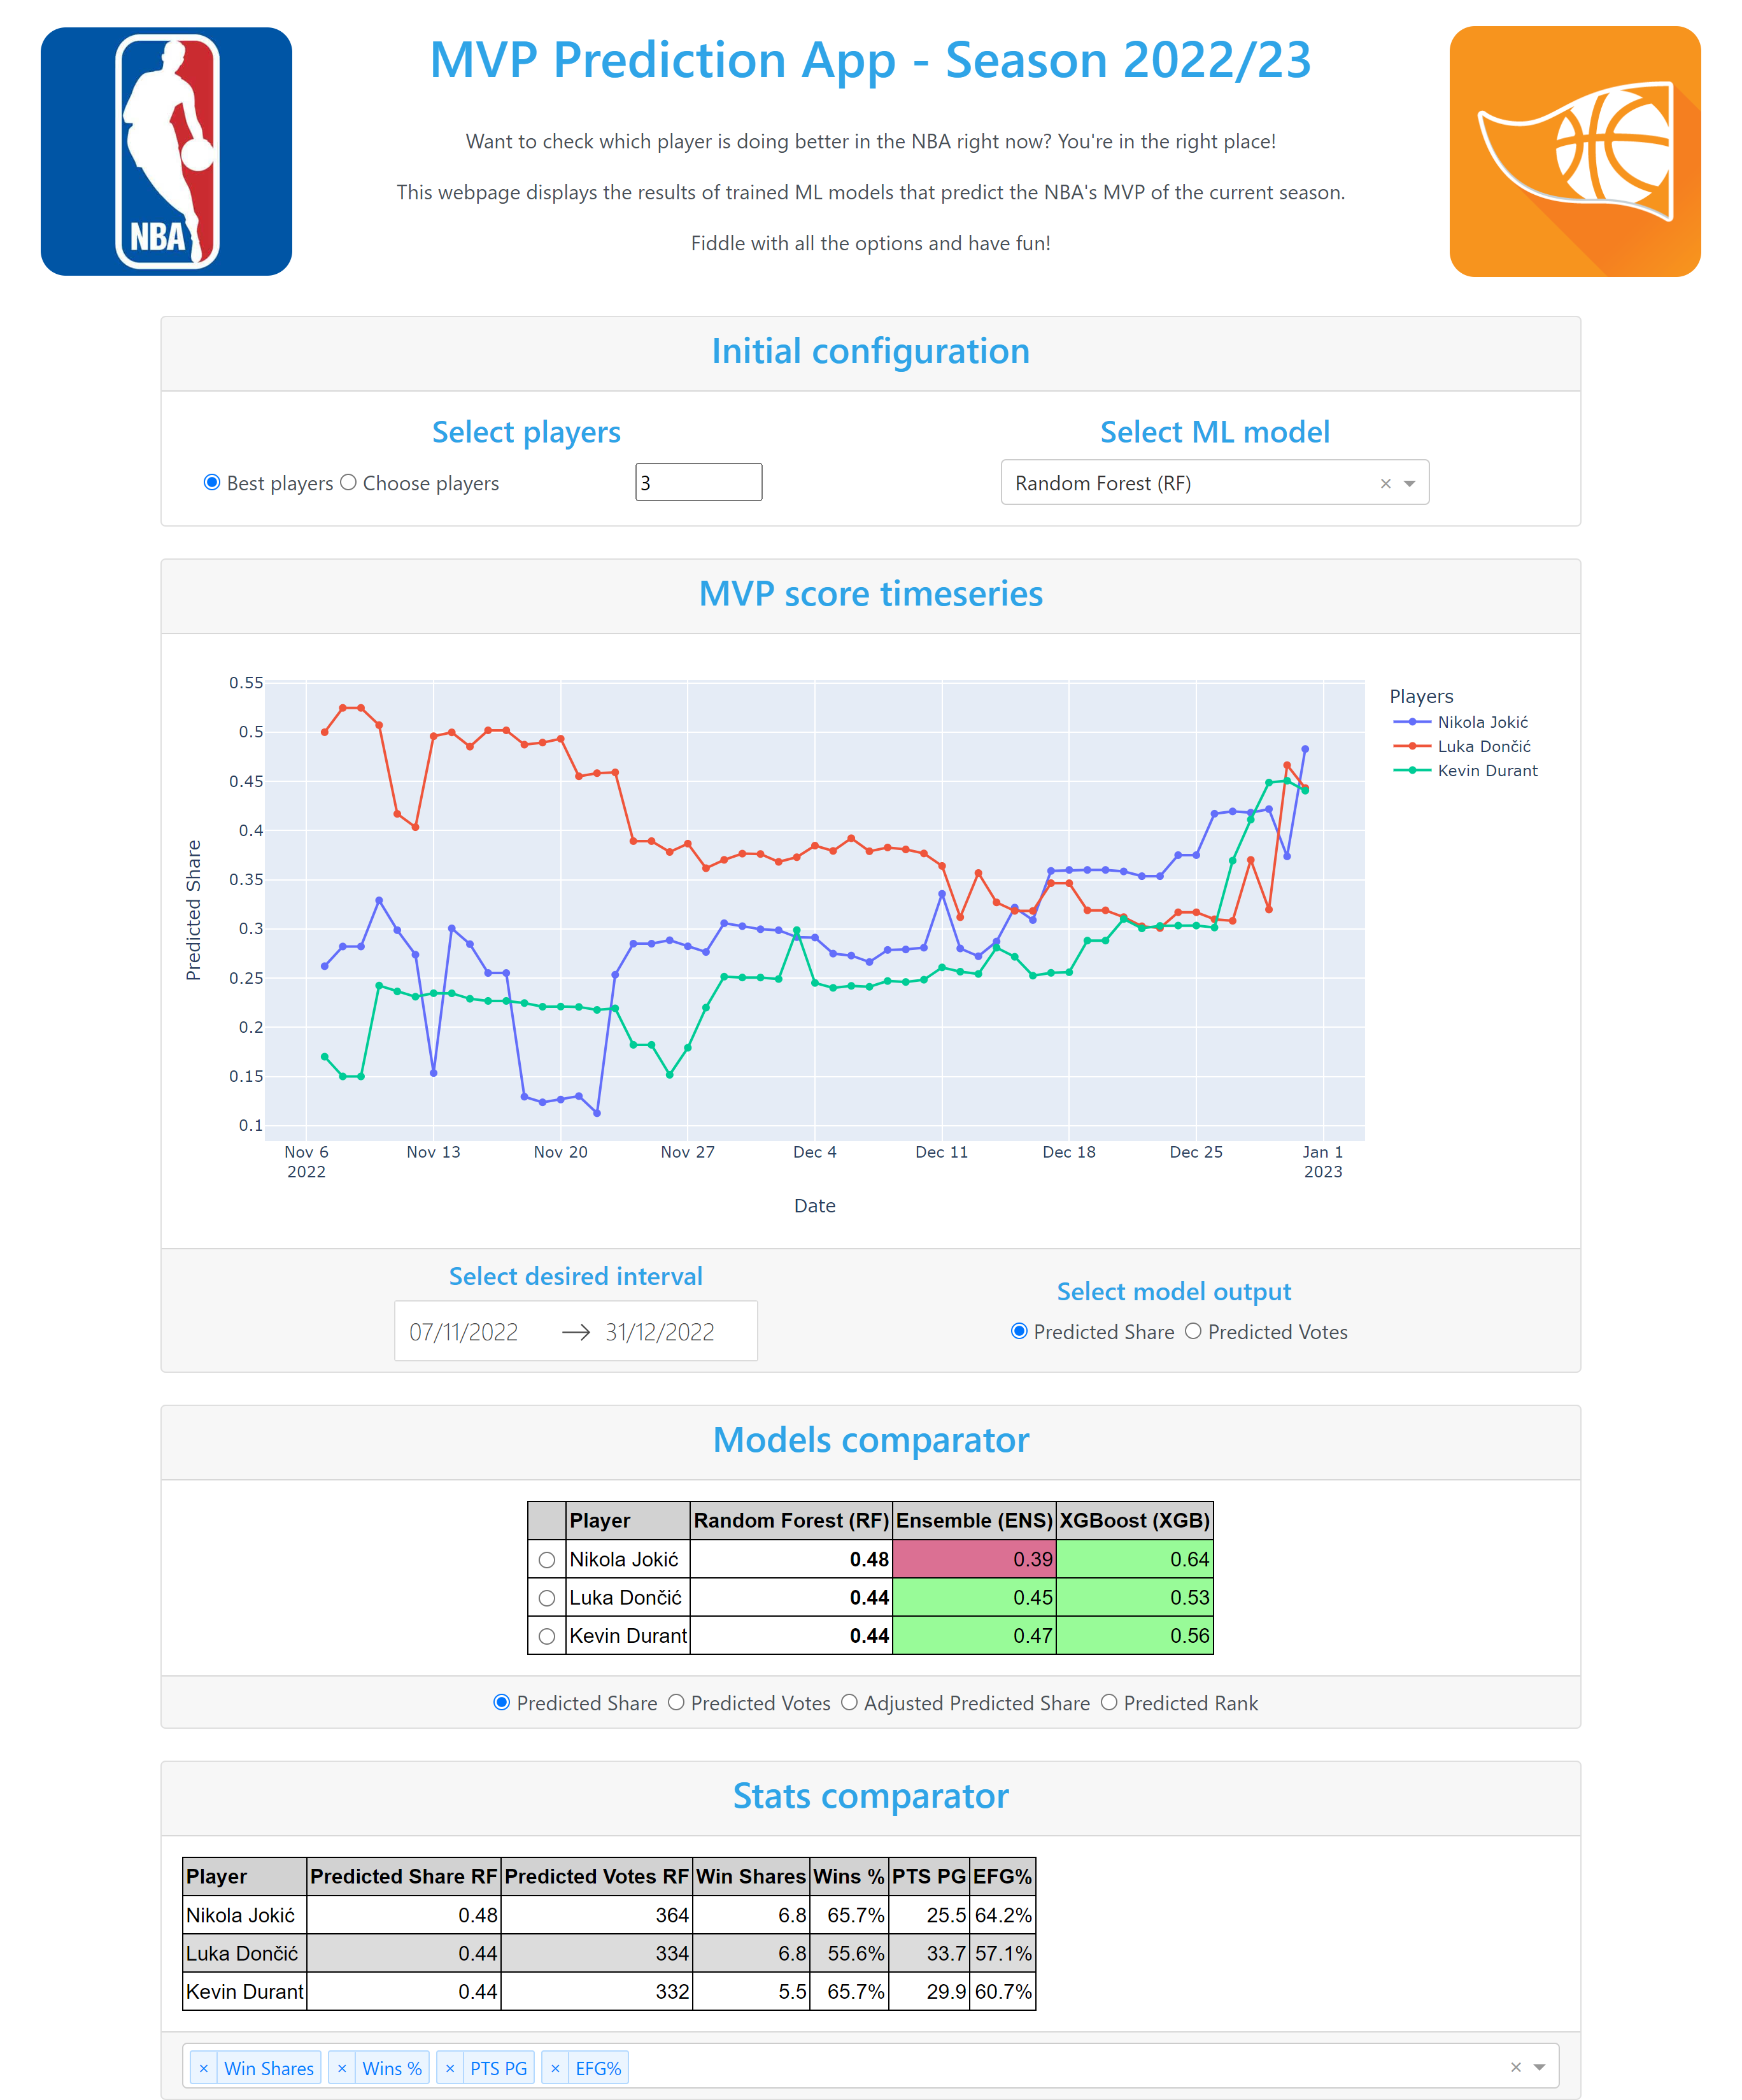 NBA
MVP Prediction App - Season 2022/23
Want to check which player is doing better in the NBA right now? You're in the right place!
This webpage displays the results of trained ML models that predict the NBA's MVP of the current season.
Fiddle with all the options and have fun!
Initial configuration
Select players
Select ML model
Best players Choose players 3
Random Forest (RF) × 
MVP score timeseries
0.55
0.5
0.45
0.4
0.35
0.3
0.25
0.2
0.15
0.1
Predicted Share
Nov 6 Nov 13 Nov 20 Nov 27 Dec 4 Dec 11 Dec 18 Dec 25 Jan 1
2022 2023
Date
Players
Nikola Jokić
Luka Dončić
Kevin Durant
Select desired interval
07/11/2022 → 31/12/2022
Select model output
Predicted Share Predicted Votes
Models comparator
Player Random Forest (RF) Ensemble (ENS) XGBoost (XGB)
Nikola Jokić 0.48 0.39 0.64
Luka Dončić 0.44 0.45 0.53
Kevin Durant 0.44 0.47 0.56
Predicted Share Predicted Votes Adjusted Predicted Share Predicted Rank
Stats comparator
Player Predicted Share RF Predicted Votes RF Win Shares Wins % PTS PG EFG%
Nikola Jokić 0.48 364 6.8 65.7% 25.5 64.2%
Luka Dončić 0.44 334 6.8 55.6% 33.7 57.1%
Kevin Durant 0.44 332 5.5 65.7% 29.9 60.7%
× Win Shares × Wins % × PTS PG × EFG% ×